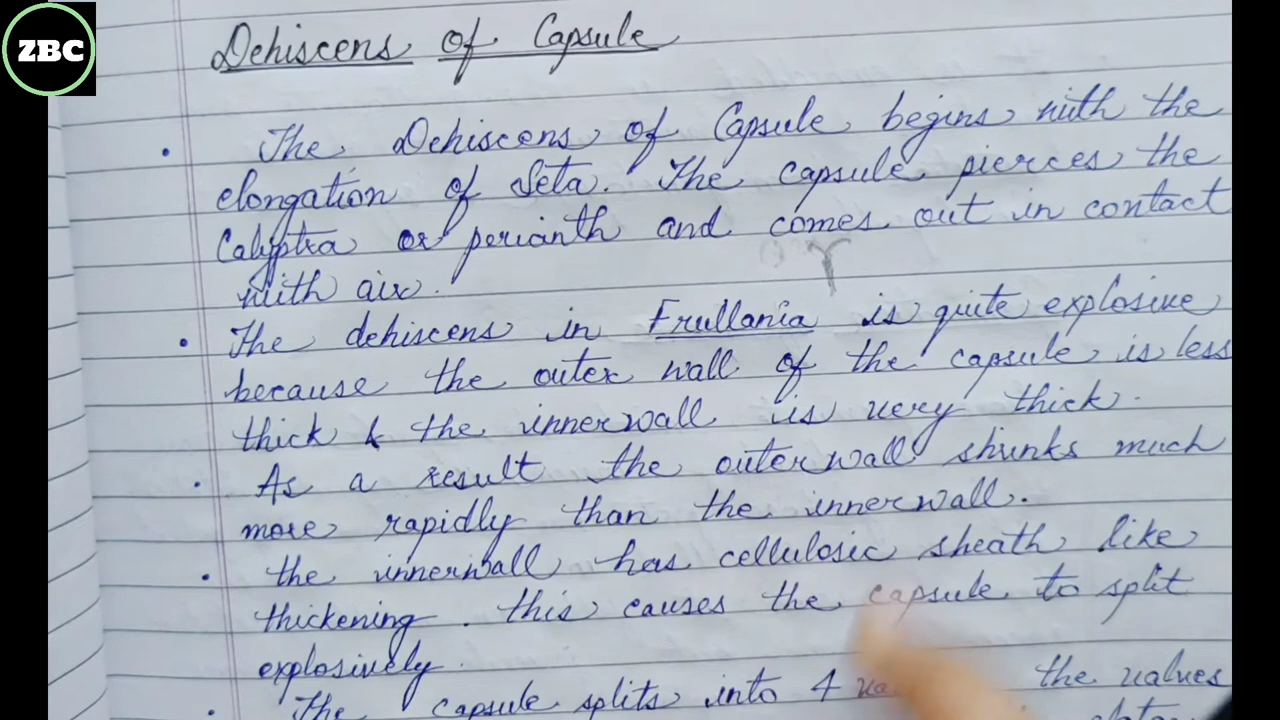 ZBC
Dehiscens of Capsule
• The Dehiscens of Capsule begins with the
elongation of Seta. The capsule pierces the
Calyptra or perianth and comes out in contact
with air.
• The dehiscens in Frullania is quite explosive
because the outer wall of the capsule is less
thick & the innerwall is very thick.
• As a result the outerwall shrinks much
more rapidly than the innerwall.
• the innerwall has cellulosic sheath like
thickening. this causes the capsule to split
explosively.
• The capsule splits into 4 the values